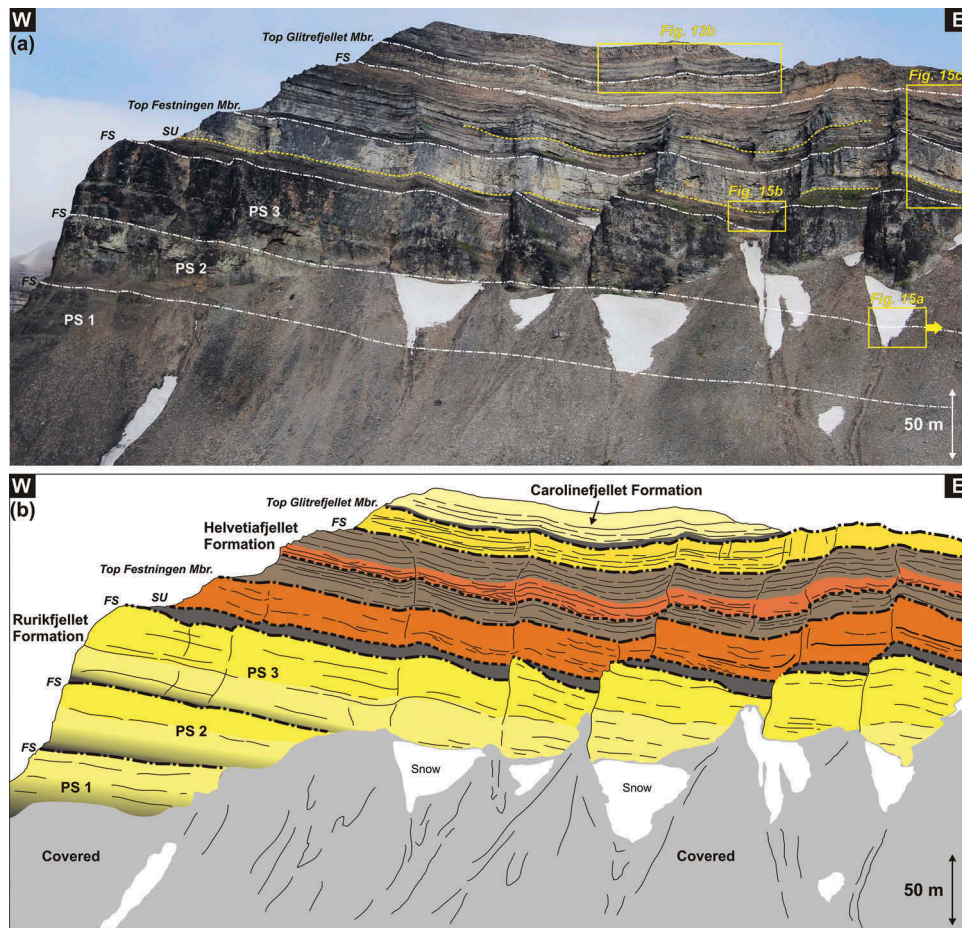 W
E
(a)
Top Glitrefjellet Mbr.
Fig. 13b
FS
Fig. 15c
Top Festningen Mbr.
FS
SU
Fig. 15b
PS 3
FS
PS 2
FS
Fig. 15a
PS 1
50 m
W
E
(b)
Carolinefjellet Formation
Top Glitrefjellet Mbr.
FS
Helvetiafjellet
Formation
Top Festningen Mbr.
FS
SU
Rurikfjellet
Formation
PS 3
FS
PS 2
FS
Snow
Snow
PS 1
Covered
Covered
50 m